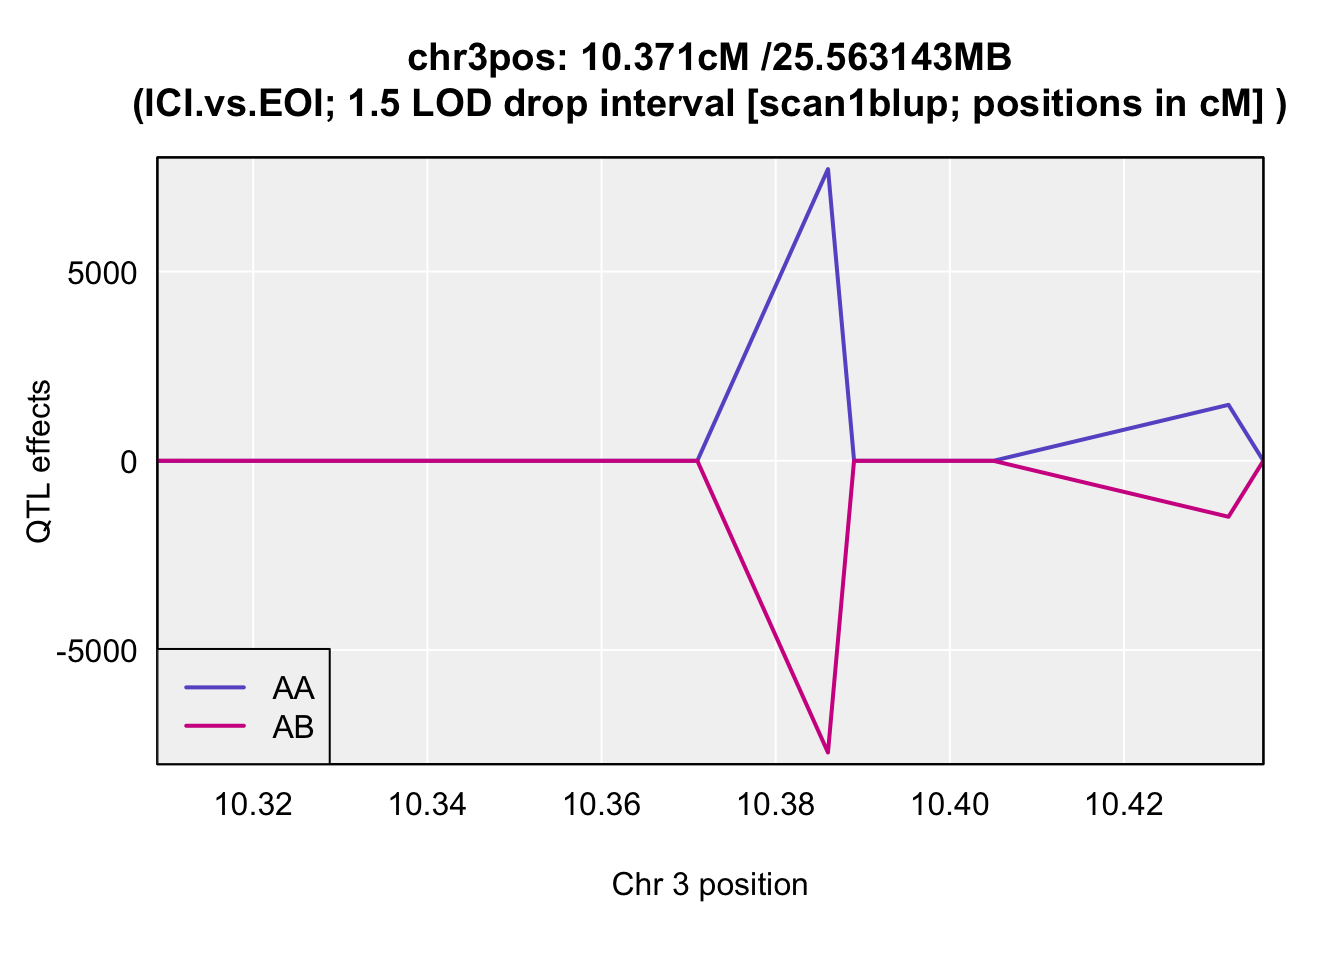 chr3pos: 10.371cM /25.563143MB
(ICI.vs.EOI; 1.5 LOD drop interval [scan1blup; positions in cM] )
QTL effects
5000
0
-5000
AA
AB
10.32 10.34 10.36 10.38 10.40 10.42
Chr 3 position